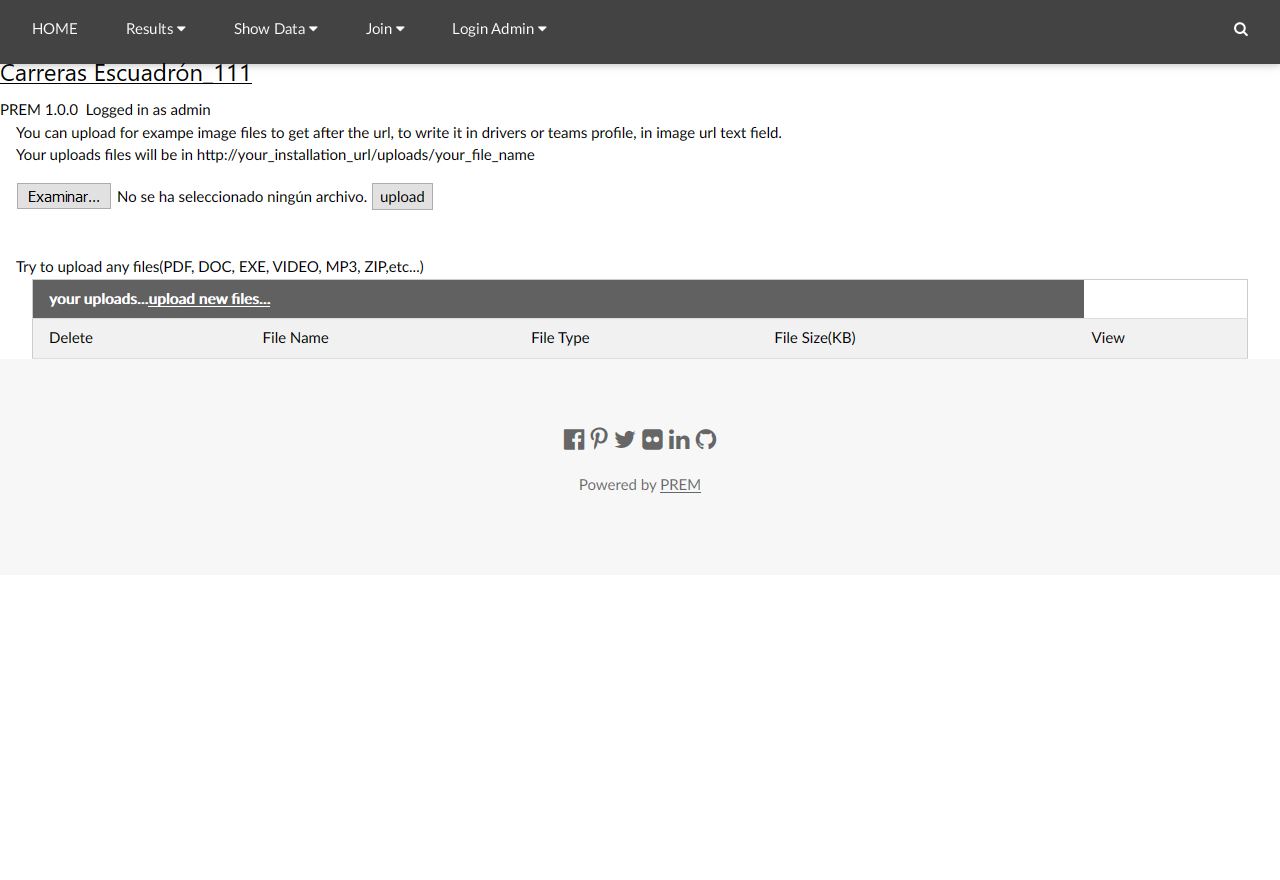 HOME Results Show Data Join Login Admin
Carreras Escuadrón_111
PREM 1.0.0 Logged in as admin
You can upload for exampe image files to get after the url, to write it in drivers or teams profile, in image url text field.
Your uploads files will be in http://your_installation_url/uploads/your_file_name
Examinar... No se ha seleccionado ningún archivo. upload
Try to upload any files(PDF, DOC, EXE, VIDEO, MP3, ZIP,etc...)
your uploads...upload new files...
Delete File Name File Type File Size(KB) View
Powered by PREM